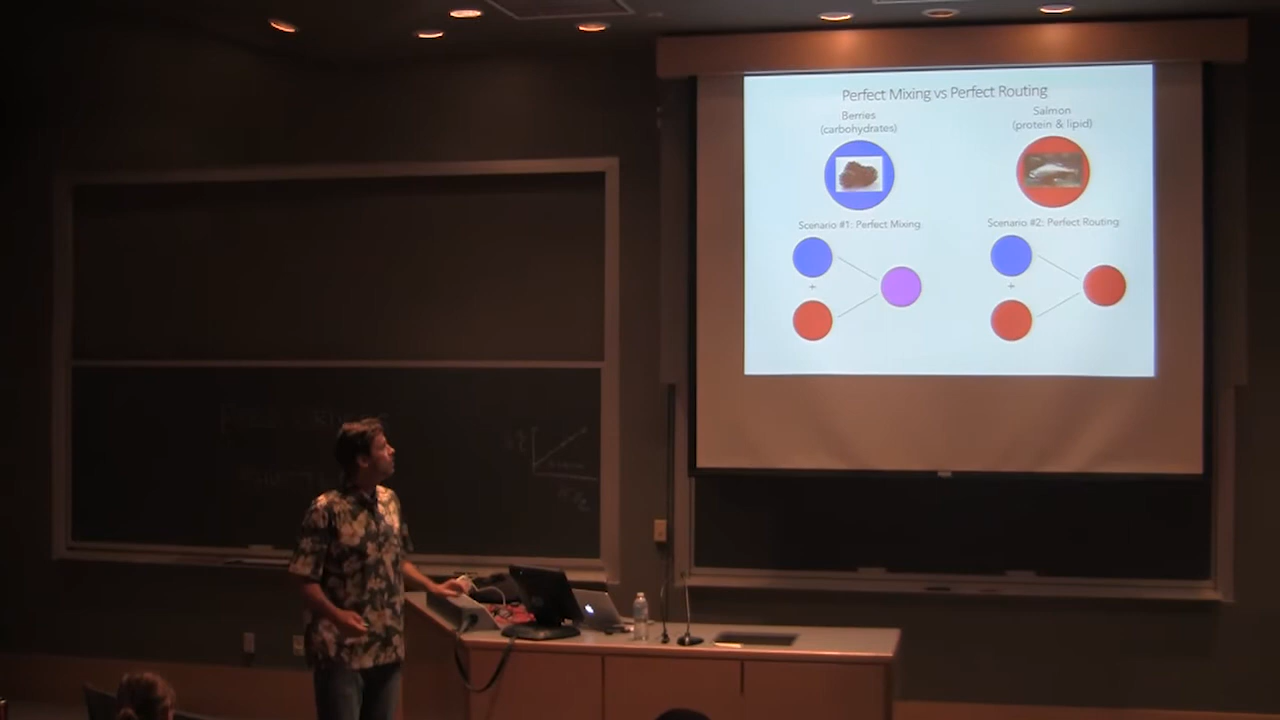 Perfect Mixing vs Perfect Routing
Berries
(carbohydrates)
Salmon
(protein & lipid)
Scenario #1: Perfect Mixing
Scenario #2: Perfect Routing
+
+